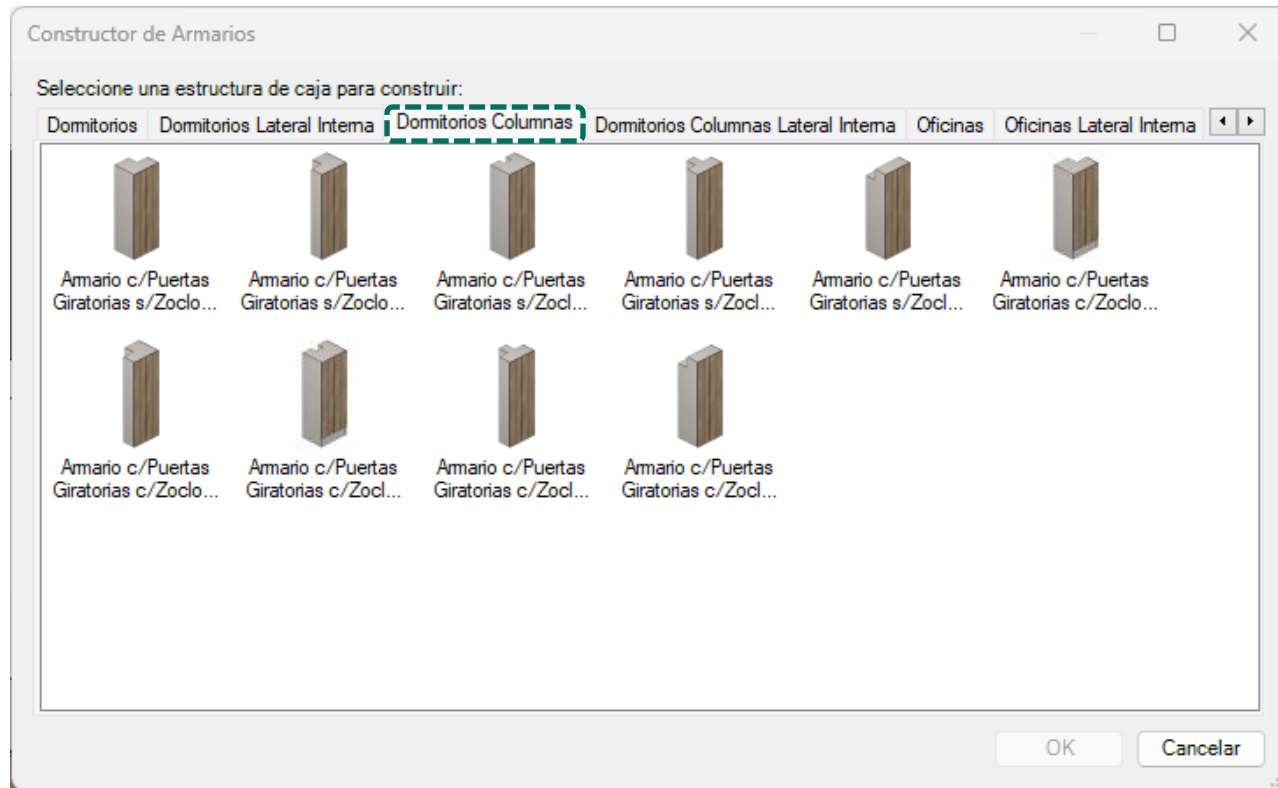 Constructor de Armarios
Seleccione una estructura de caja para construir:
Dormitorios Dormitorios Lateral Interna Dormitorios Columnas Dormitorios Columnas Lateral Interna Oficinas Oficinas Lateral Interna
Armario c/Puertas Armario c/Puertas Armario c/Puertas Armario c/Puertas Armario c/Puertas Armario c/Puertas
Giratorias s/Zoclo... Giratorias s/Zoclo... Giratorias s/Zocl... Giratorias s/Zocl... Giratorias s/Zocl... Giratorias c/Zoclo...
Armario c/Puertas Armario c/Puertas Armario c/Puertas Armario c/Puertas
Giratorias c/Zoclo... Giratorias c/Zocl... Giratorias c/Zocl... Giratorias c/Zocl...
OK Cancelar